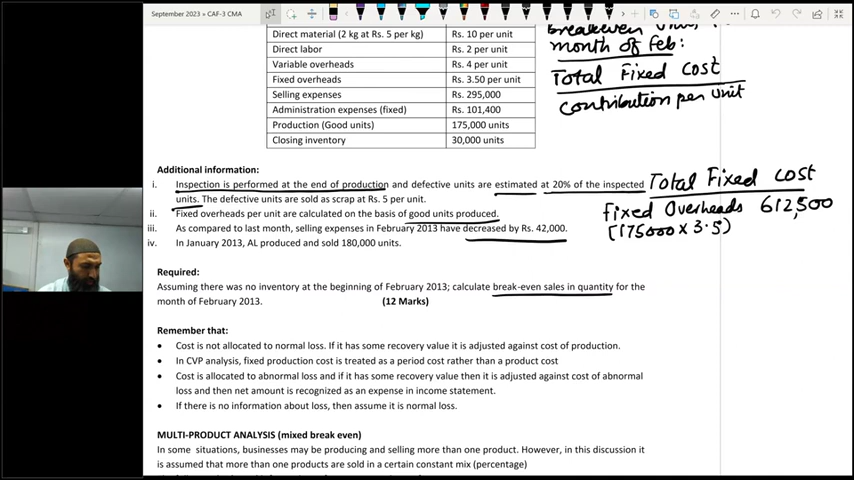 September 2023 » CAF-3 CMA
month of Feb:
Total Fixed Cost
contribution per unit
Direct material (2 kg at Rs. 5 per kg) Rs. 10 per unit
Direct labor Rs. 2 per unit
Variable overheads Rs. 4 per unit
Fixed overheads Rs. 3.50 per unit
Selling expenses Rs. 295,000
Administration expenses (fixed) Rs. 101,400
Production (Good units) 175,000 units
Closing inventory 30,000 units
Additional information:
i. Inspection is performed at the end of production and defective units are estimated at 20% of the inspected
units. The defective units are sold as scrap at Rs. 5 per unit.
ii. Fixed overheads per unit are calculated on the basis of good units produced.
iii. As compared to last month, selling expenses in February 2013 have decreased by Rs. 42,000.
iv. In January 2013, AL produced and sold 180,000 units.
Total Fixed Cost
Fixed Overheads 612,500
(175000 x 3.5)
Required:
Assuming there was no inventory at the beginning of February 2013; calculate break-even sales in quantity for the
month of February 2013. (12 Marks)
Remember that:
• Cost is not allocated to normal loss. If it has some recovery value it is adjusted against cost of production.
• In CVP analysis, fixed production cost is treated as a period cost rather than a product cost
• Cost is allocated to abnormal loss and if it has some recovery value then it is adjusted against cost of abnormal
loss and then net amount is recognized as an expense in income statement.
• If there is no information about loss, then assume it is normal loss.
MULTI-PRODUCT ANALYSIS (mixed break even)
In some situations, businesses may be producing and selling more than one product. However, in this discussion it
is assumed that more than one products are sold in a certain constant mix (percentage)